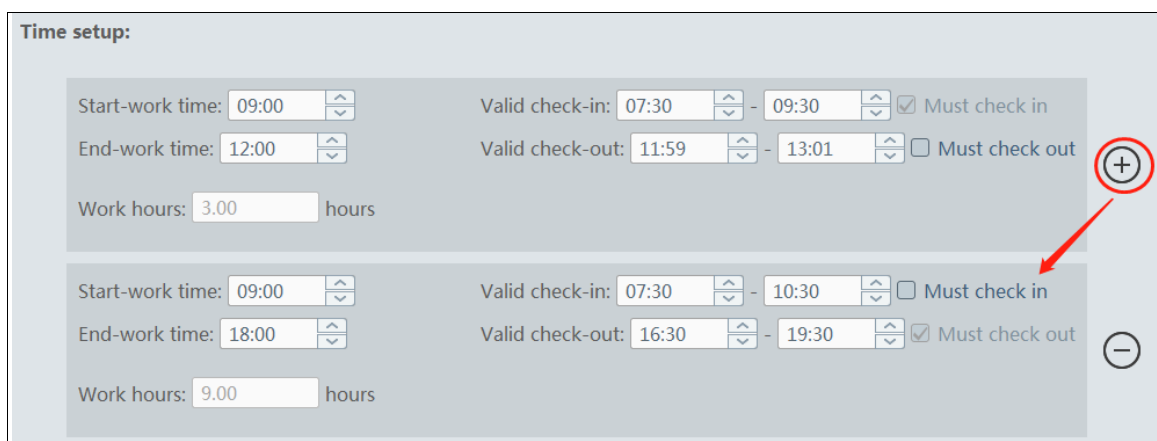 Time setup:
Start-work time: 09:00 Valid check-in: 07:30 - 09:30 Must check in
End-work time: 12:00 Valid check-out: 11:59 - 13:01 Must check out
Work hours: 3.00 hours
Start-work time: 09:00 Valid check-in: 07:30 - 10:30 Must check in
End-work time: 18:00 Valid check-out: 16:30 - 19:30 Must check out
Work hours: 9.00 hours